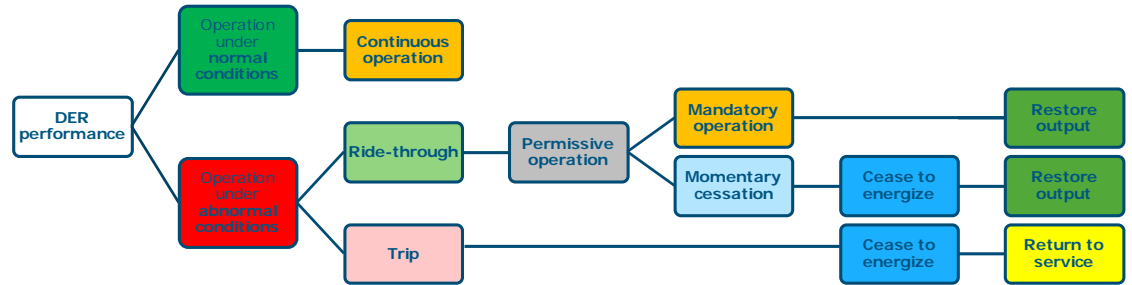 Operation
under
normal
conditions
Continuous
operation
DER
performance
Mandatory
operation
Restore
output
Ride-through
Permissive
operation
Operation
under
abnormal
conditions
Momentary
cessation
Cease to
energize
Restore
output
Trip
Cease to
energize
Return to
service